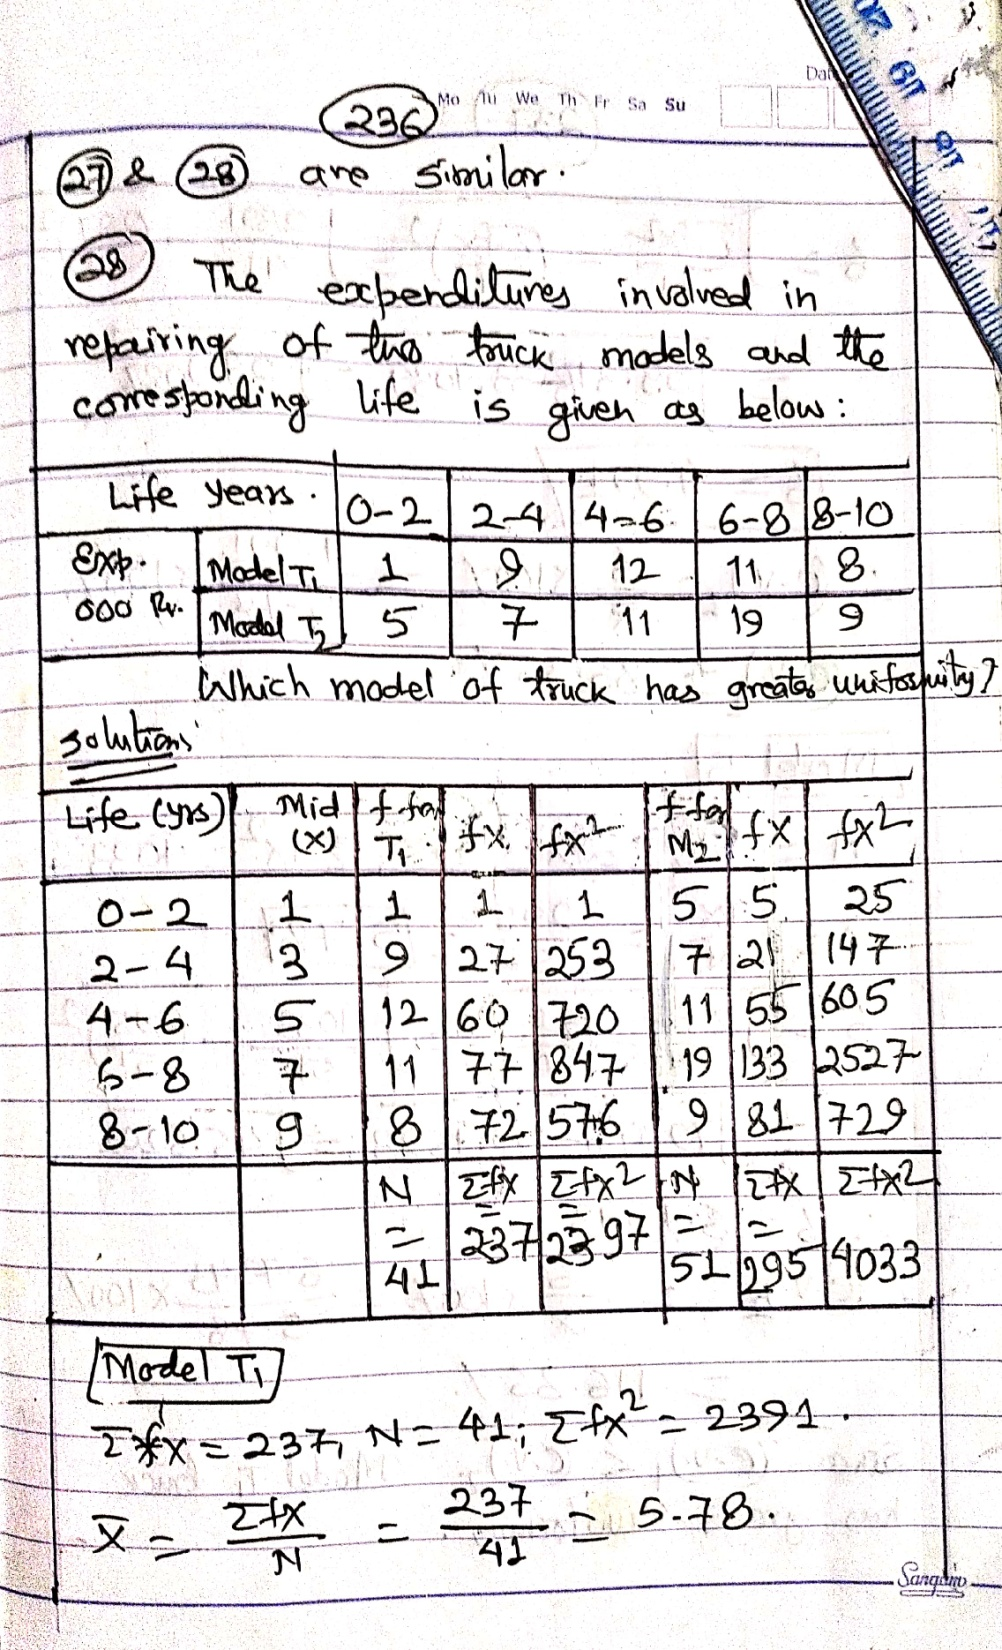 Mo Tu We Th Fr Sa Su
236
27 & 28 are similar.
28 The expenditures involved in
repairing of two truck models and the
corresponding life is given as below:
Life years. 0-2 2-4 4-6 6-8 8-10
Exp. Model T1 1 9 12 11 8
000 Rs. Model T2 5 7 11 19 9
Which model of truck has greater uniformity?
Solutions
Life (yrs) Mid (X) f for T1 fx fx² f for M2 fx fx²
0-2 1 1 1 1 5 5 25
2-4 3 9 27 253 7 21 147
4-6 5 12 60 720 11 55 605
6-8 7 11 77 847 19 133 2527
8-10 9 8 72 576 9 81 729
N Σfx Σfx² N Σfx Σfx²
= = = = =
41 237 2397 51 295 4033
Model T1
Σfx = 237, N = 41; Σfx² = 2391.
x̄ = Σfx/N = 237/41 = 5.78.
Sangam